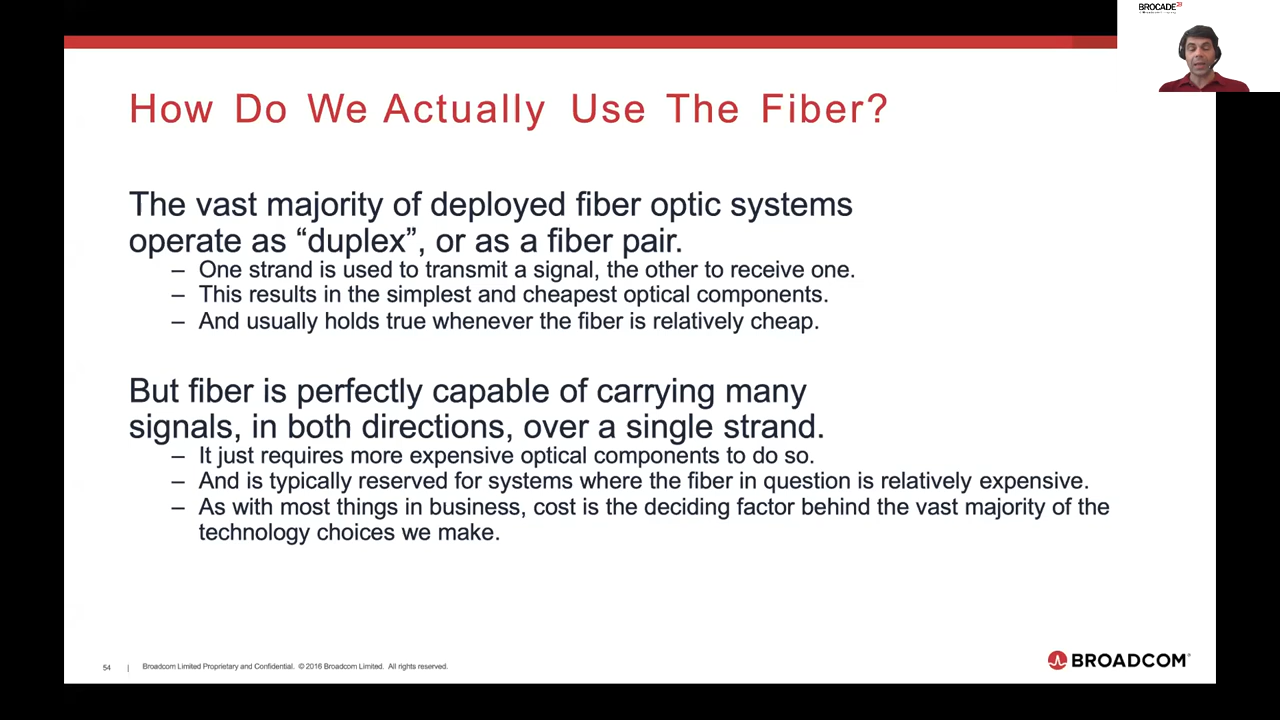 BROCADE
How Do We Actually Use The Fiber?
The vast majority of deployed fiber optic systems
operate as “duplex”, or as a fiber pair.
– One strand is used to transmit a signal, the other to receive one.
– This results in the simplest and cheapest optical components.
– And usually holds true whenever the fiber is relatively cheap.
But fiber is perfectly capable of carrying many
signals, in both directions, over a single strand.
– It just requires more expensive optical components to do so.
– And is typically reserved for systems where the fiber in question is relatively expensive.
– As with most things in business, cost is the deciding factor behind the vast majority of the
technology choices we make.
54 | Broadcom Limited Proprietary and Confidential. © 2016 Broadcom Limited. All rights reserved.
BROADCOM®